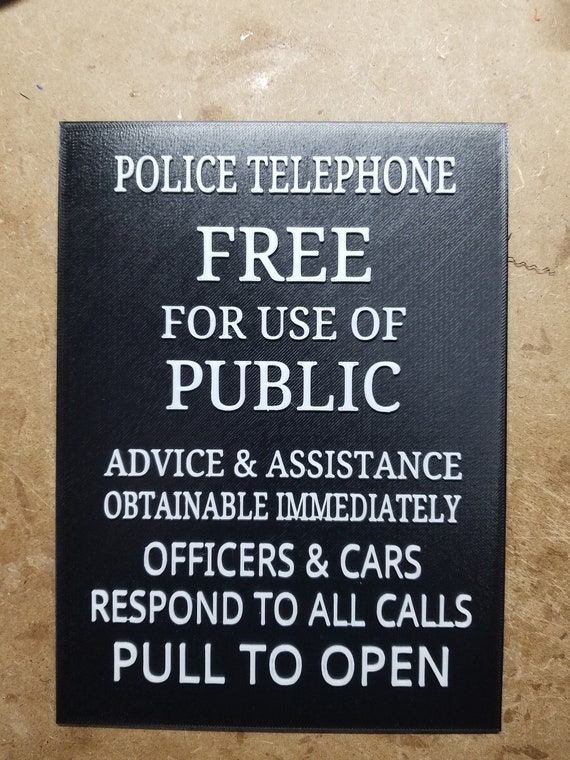 POLICE TELEPHONE
FREE
FOR USE OF
PUBLIC
ADVICE & ASSISTANCE
OBTAINABLE IMMEDIATELY
OFFICERS & CARS
RESPOND TO ALL CALLS
PULL TO OPEN